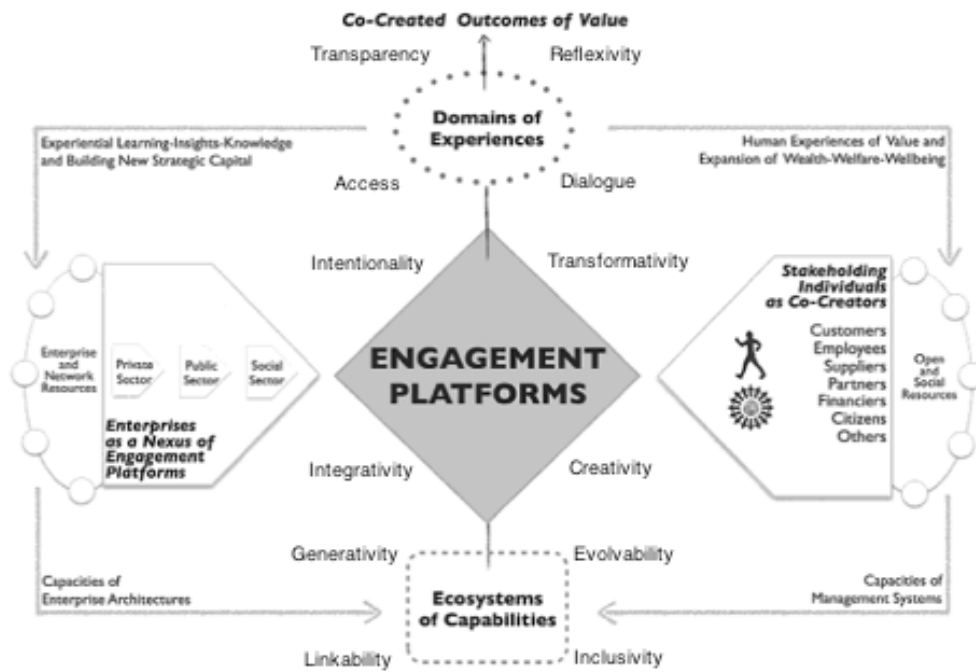 Co-Created Outcomes of Value
Transparency
Reflexivity
Domains of
Experiences
Experiential Learning-Insights-Knowledge
and Building New Strategic Capital
Human Experiences of Value and
Expansion of Wealth-Welfare-Wellbeing
Access
Dialogue
Intentionality
Transformativity
Enterprise
and
Network
Resources
Private
Sector
Public
Sector
Social
Sector
Enterprises
as a Nexus of
Engagement
Platforms
ENGAGEMENT
PLATFORMS
Stakeholding
Individuals
as Co-Creators
Customers
Employees
Suppliers
Partners
Financiers
Citizens
Others
Open
and
Social
Resources
Integrativity
Creativity
Generativity
Evolvability
Capacities of
Enterprise Architectures
Ecosystems
of Capabilities
Capacities of
Management Systems
Linkability
Inclusivity